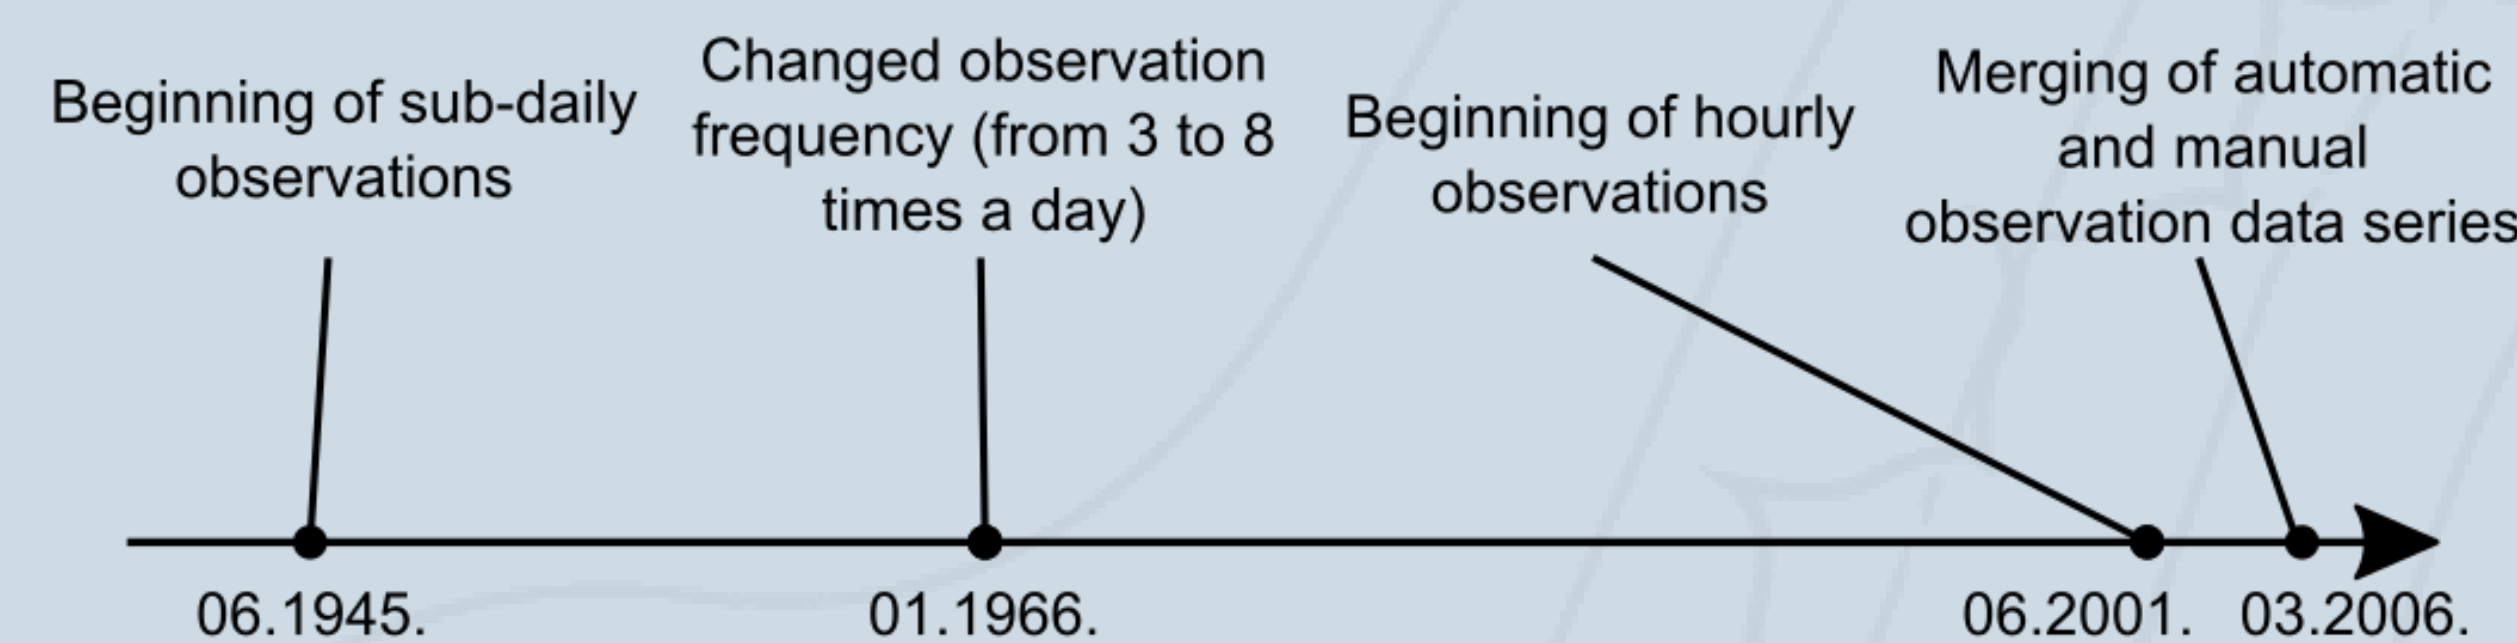 Beginning of sub-daily
observations
Changed observation
frequency (from 3 to 8
times a day)
Beginning of hourly
observations
Merging of automatic
and manual
observation data series
06.1945.
01.1966.
06.2001.
03.2006.